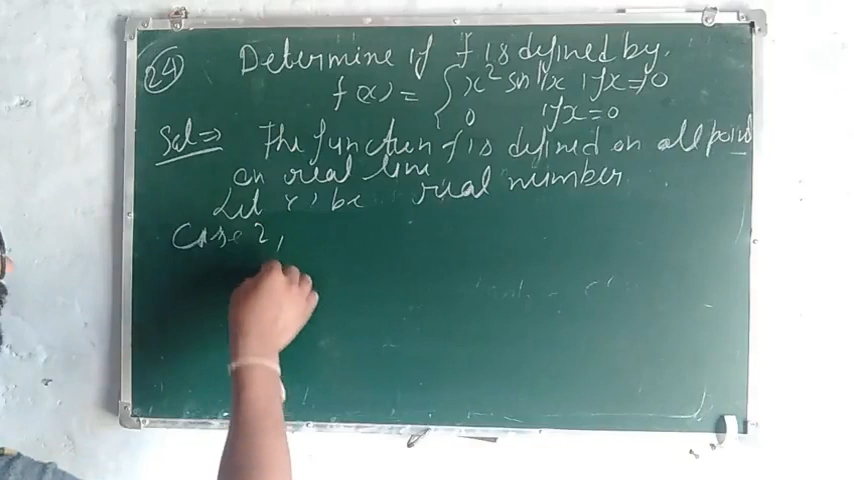 24 Determine if f is defined by.
f(x) = { x² sin 1/x if x ≠ 0
0 if x = 0
Sol ⇒ The function f is defined on all point
on real line
Let 'c' be real number
Case 2,